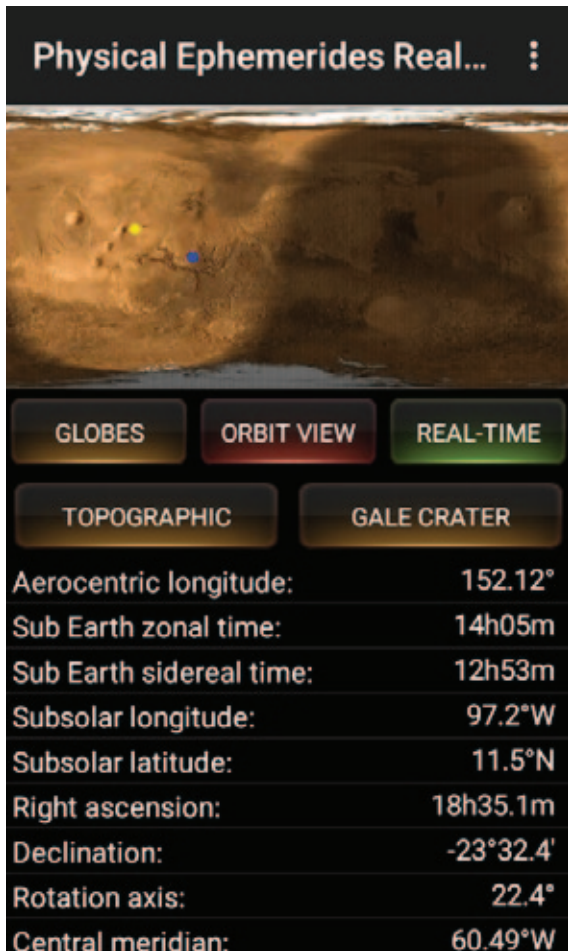 Physical Ephemerides Real...
GLOBES ORBIT VIEW REAL-TIME
TOPOGRAPHIC GALE CRATER
Aerocentric longitude: 152.12°
Sub Earth zonal time: 14h05m
Sub Earth sidereal time: 12h53m
Subsolar longitude: 97.2°W
Subsolar latitude: 11.5°N
Right ascension: 18h35.1m
Declination: -23°32.4'
Rotation axis: 22.4°
Central meridian: 60.49°W